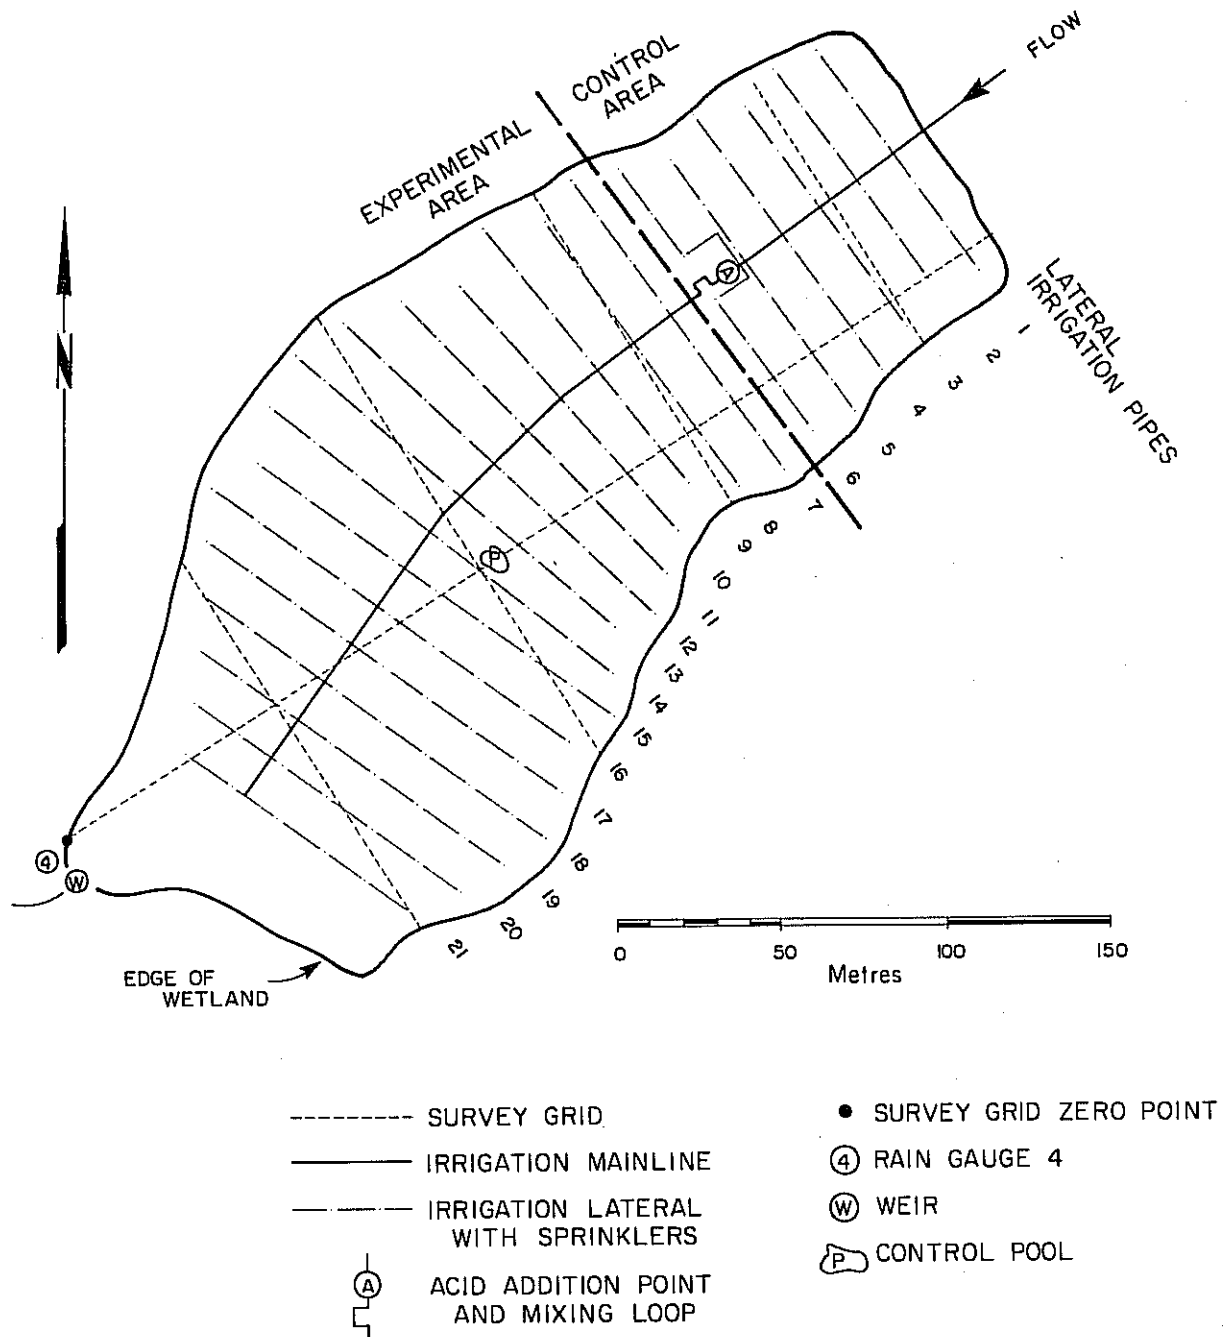 FLOW
CONTROL
AREA
EXPERIMENTAL
AREA
A
N
LATERAL
IRRIGATION PIPES
1
2
3
4
5
6
7
8
9
10
11
12
13
14
15
16
17
18
19
20
21
P
4
W
EDGE OF
WETLAND
0 50 100 150
Metres
SURVEY GRID
IRRIGATION MAINLINE
IRRIGATION LATERAL
WITH SPRINKLERS
A ACID ADDITION POINT
AND MIXING LOOP
SURVEY GRID ZERO POINT
4 RAIN GAUGE 4
W WEIR
P CONTROL POOL